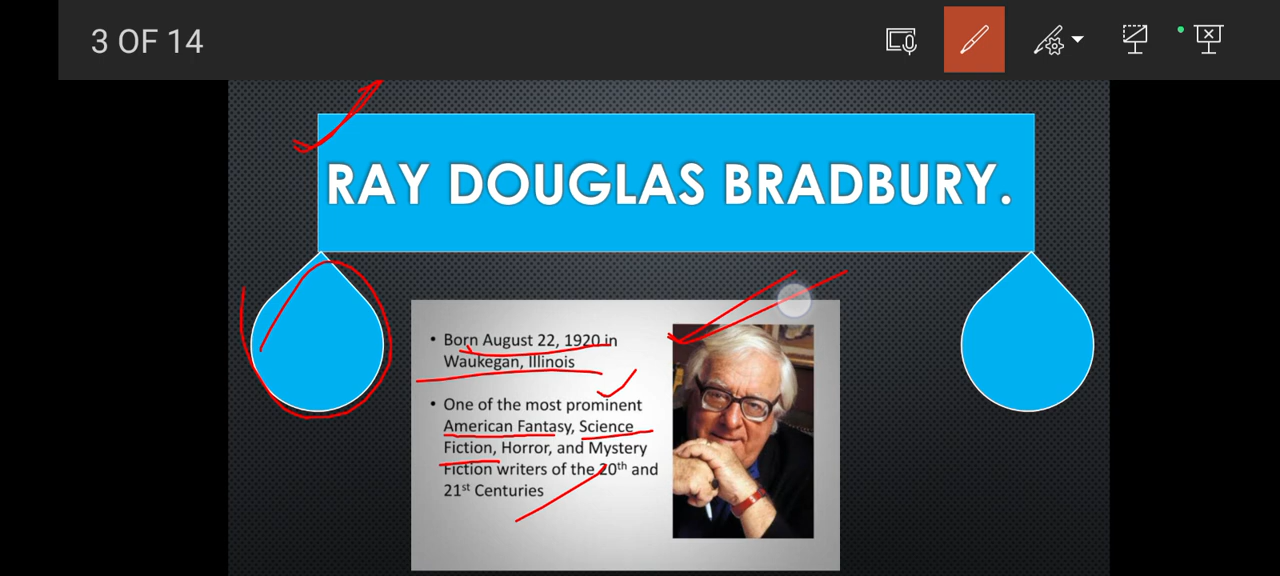 3 OF 14
RAY DOUGLAS BRADBURY.
• Born August 22, 1920 in
Waukegan, Illinois
• One of the most prominent
American Fantasy, Science
Fiction, Horror, and Mystery
Fiction writers of the 20th and
21st Centuries